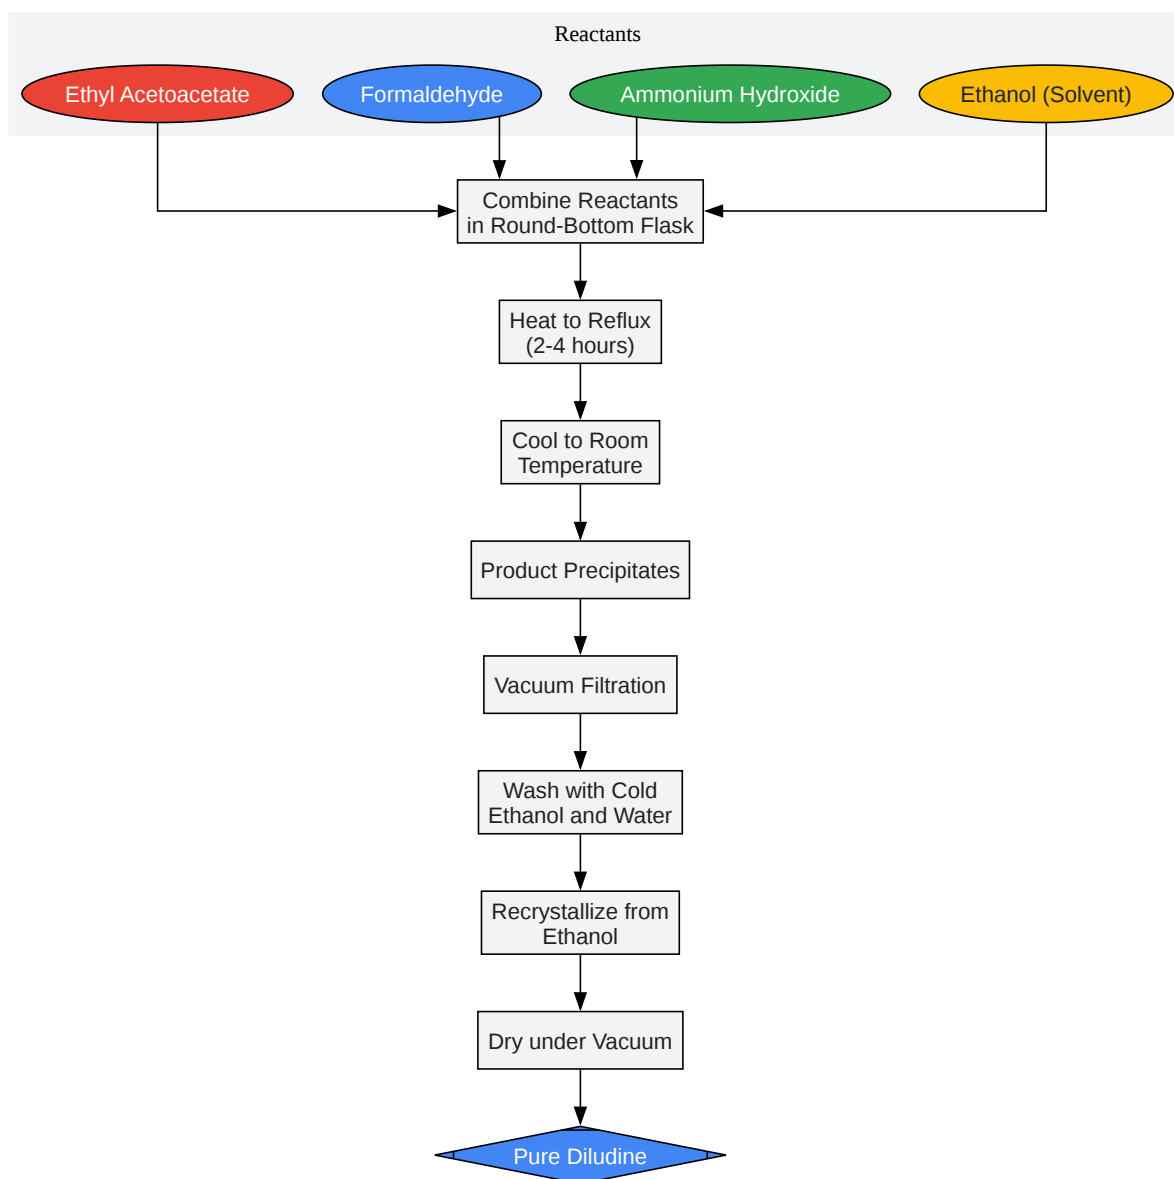 Reactants
Ethyl Acetoacetate
Formaldehyde
Ammonium Hydroxide
Ethanol (Solvent)
Combine Reactants
in Round-Bottom Flask
Heat to Reflux
(2-4 hours)
Cool to Room
Temperature
Product Precipitates
Vacuum Filtration
Wash with Cold
Ethanol and Water
Recrystallize from
Ethanol
Dry under Vacuum
Pure Diludine